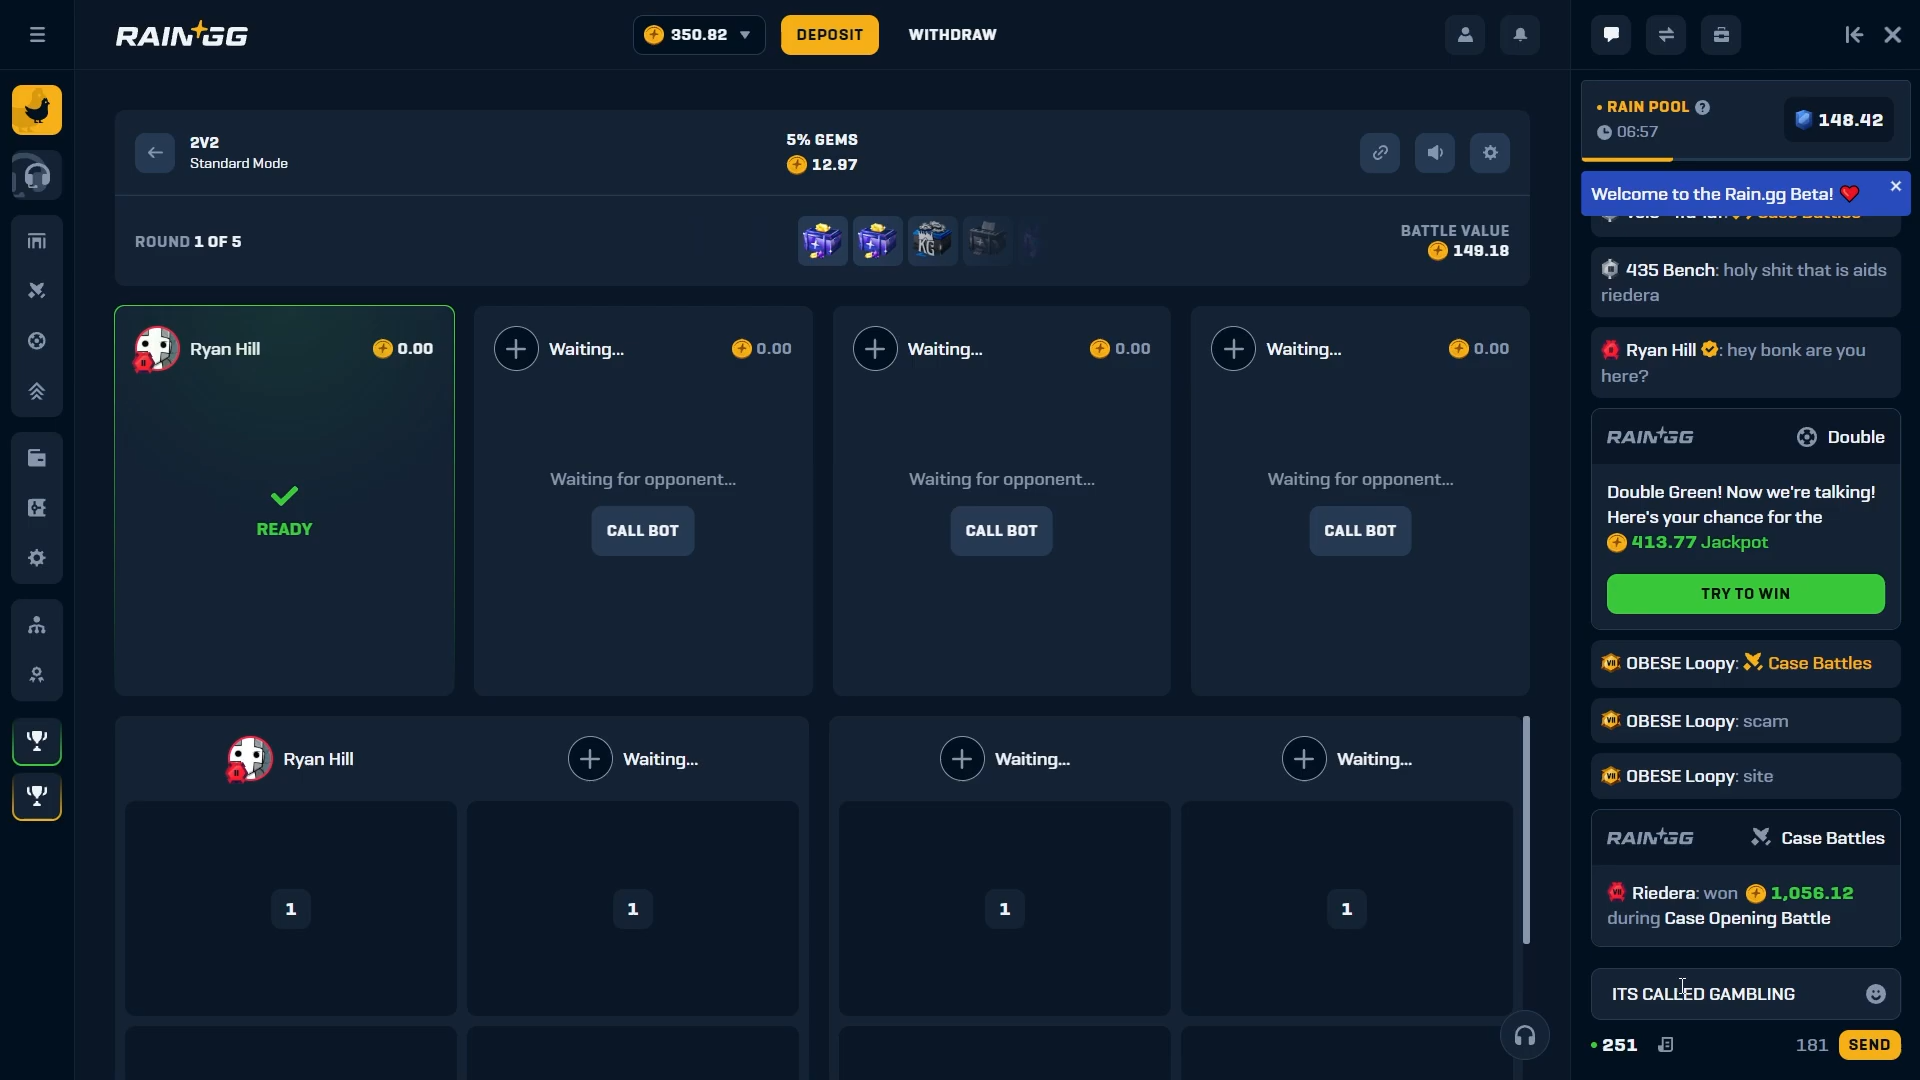 RAIN GG
350.82
DEPOSIT
WITHDRAW
2V2
Standard Mode
5% GEMS
12.97
ROUND 1 OF 5
KG
BATTLE VALUE
149.18
Ryan Hill
0.00
Waiting...
0.00
Waiting...
0.00
Waiting...
0.00
READY
Waiting for opponent...
CALL BOT
Waiting for opponent...
CALL BOT
Waiting for opponent...
CALL BOT
Ryan Hill
Waiting...
Waiting...
Waiting...
1
1
1
1
RAIN POOL
06:57
148.42
Welcome to the Rain.gg Beta!
Case Battles
435 Bench: holy shit that is aids
riedera
Ryan Hill : hey bonk are you
here?
RAIN GG
Double
Double Green! Now we're talking!
Here's your chance for the
413.77 Jackpot
TRY TO WIN
OBESE Loopy: Case Battles
OBESE Loopy: scam
OBESE Loopy: site
RAIN GG
Case Battles
Riedera: won 1,056.12
during Case Opening Battle
ITS CALLED GAMBLING
251
181
SEND